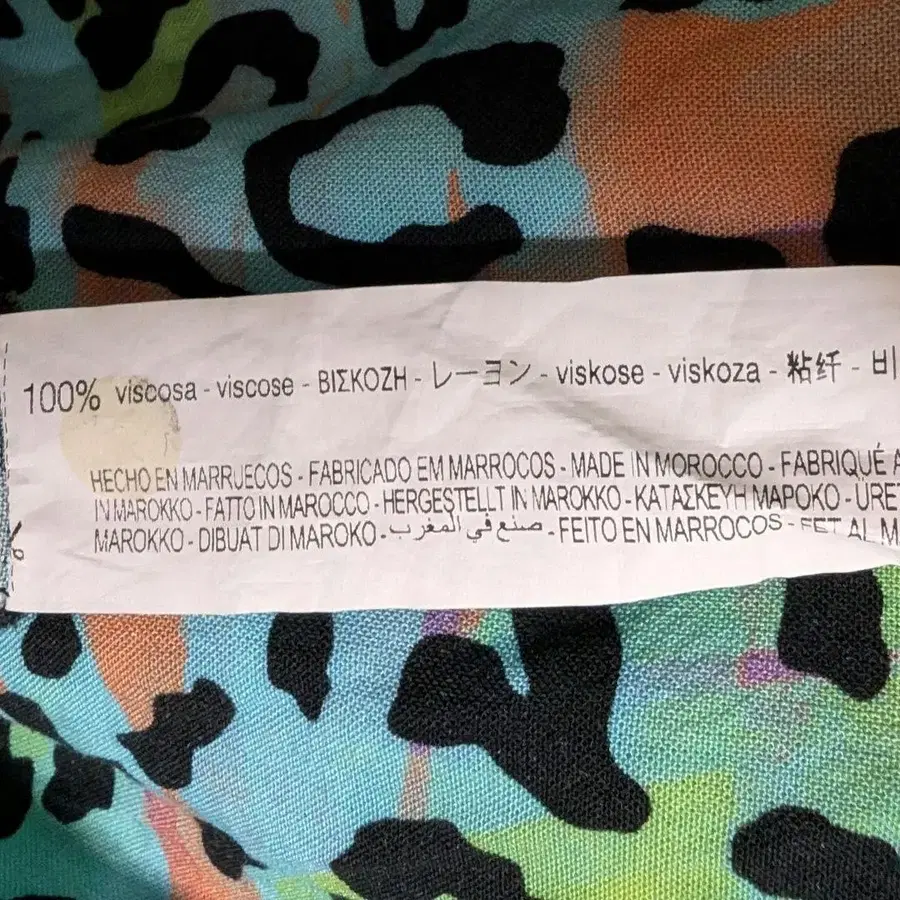 100% viscosa - viscose - ΒΙΣΚΟΖΗ - レーヨン - viskose - viskoza - 粘纤 - 비
HECHO EN MARRUECOS - FABRICADO EM MARROCOS - MADE IN MOROCCO - FABRIQUÉ A
IN MAROKKO - FATTO IN MAROCCO - HERGESTELLT IN MAROKKO - ΚΑΤΑΣΚΕΥΗ ΜΑΡΟΚΟ - ÜRET
MAROKKO - DIBUAT DI MAROKO - صنع في المغرب - FEITO EN MARROCOS - FET AL M